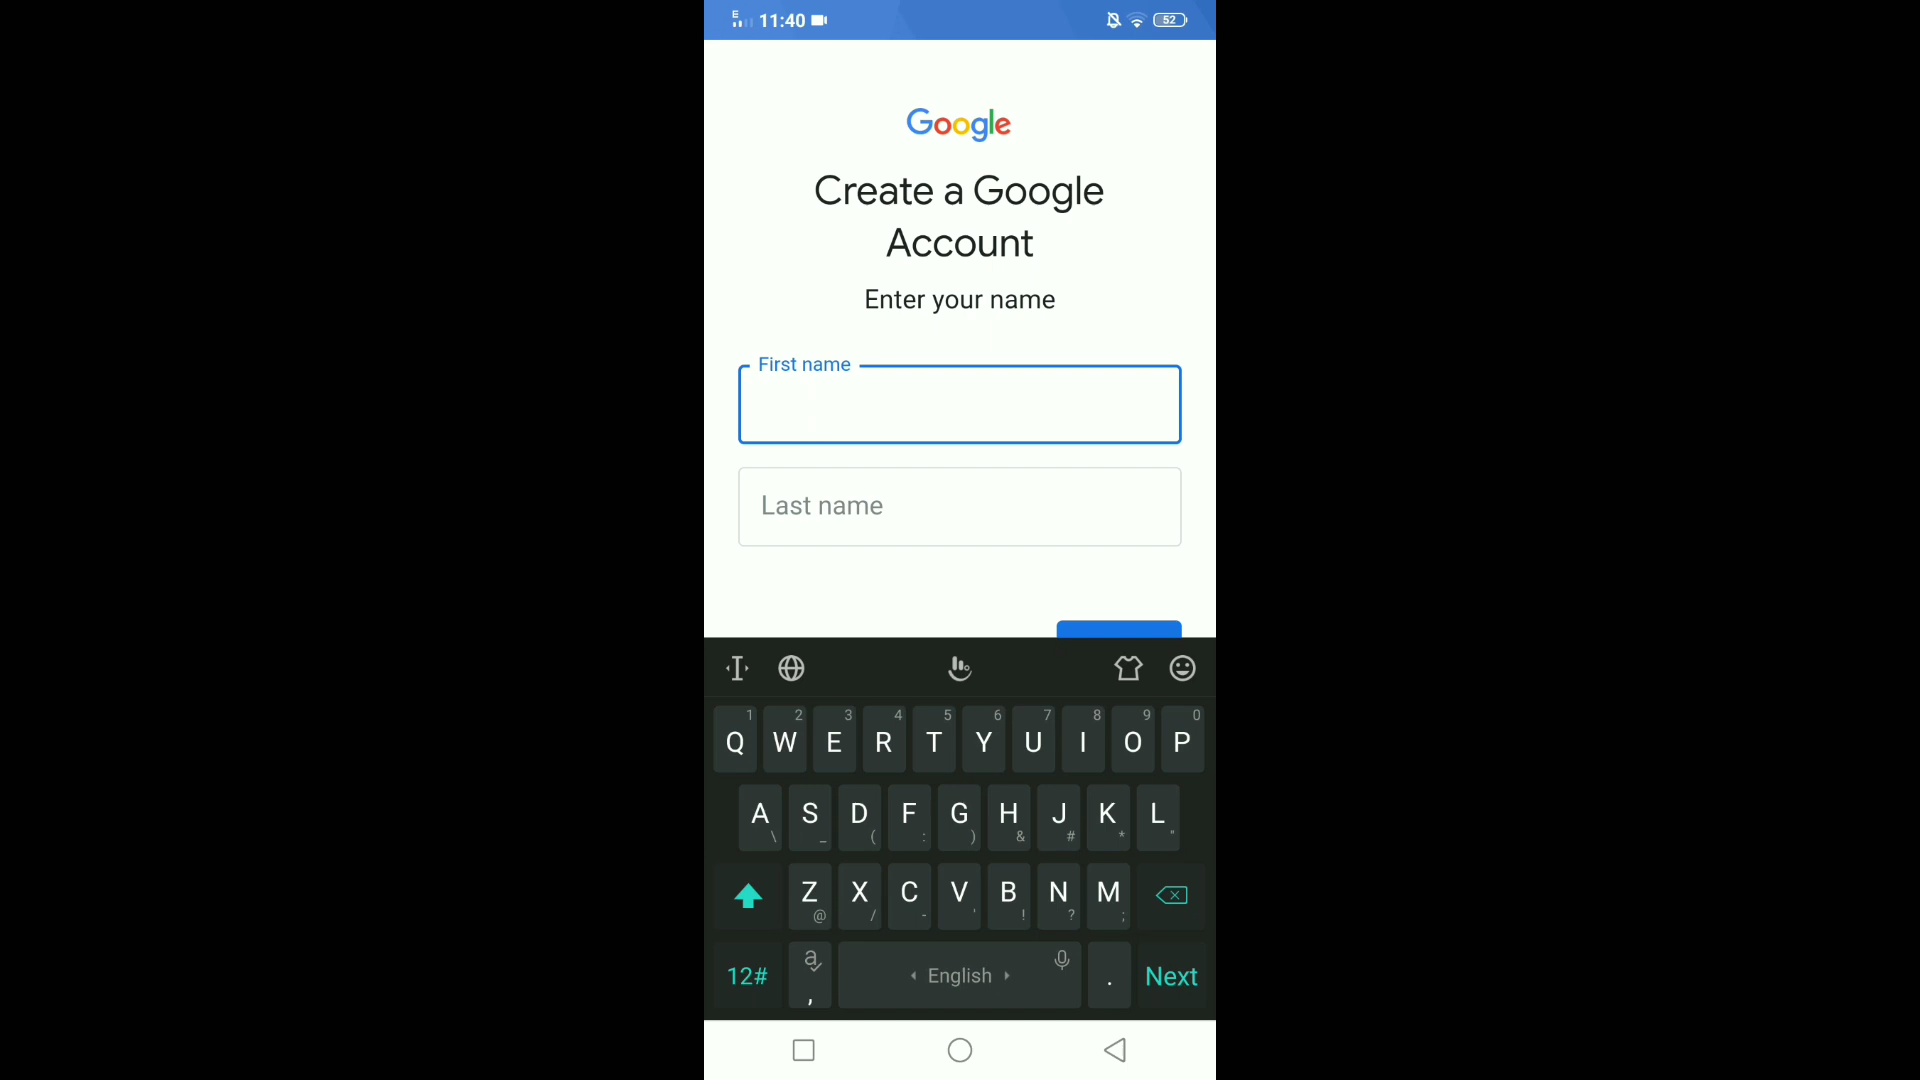 E 11:40 52
Google
Create a Google
Account
Enter your name
First name
Last name
1 2 3 4 5 6 7 8 9 0
Q W E R T Y U I O P
A S D F G H J K L
\ _ ( : ) & # * "
Z X C V B N M
@ / - ' ! ? ;
12# a , English . Next